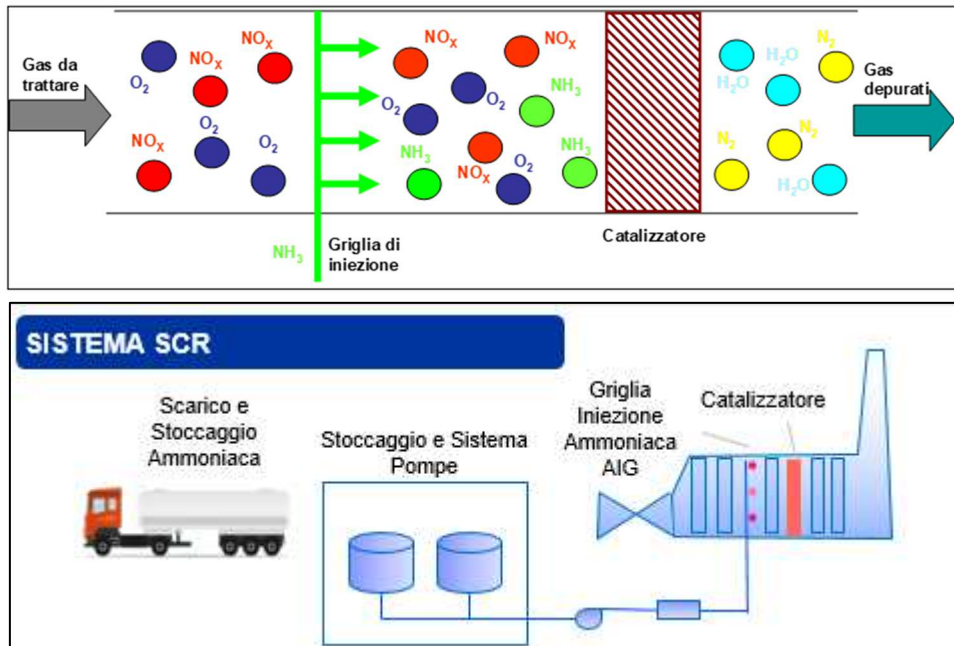 Gas da
trattare
O₂
NOₓ
NOₓ
O₂
NOₓ
O₂
NH₃
Griglia di
iniezione
NOₓ
NOₓ
O₂
O₂
NH₃
NH₃
NOₓ
O₂
NH₃
Catalizzatore
H₂O
H₂O
N₂
N₂
N₂
H₂O
Gas
depurati
SISTEMA SCR
Scarico e
Stoccaggio
Ammoniaca
Stoccaggio e Sistema
Pompe
Griglia
Iniezione
Ammoniaca
AIG
Catalizzatore